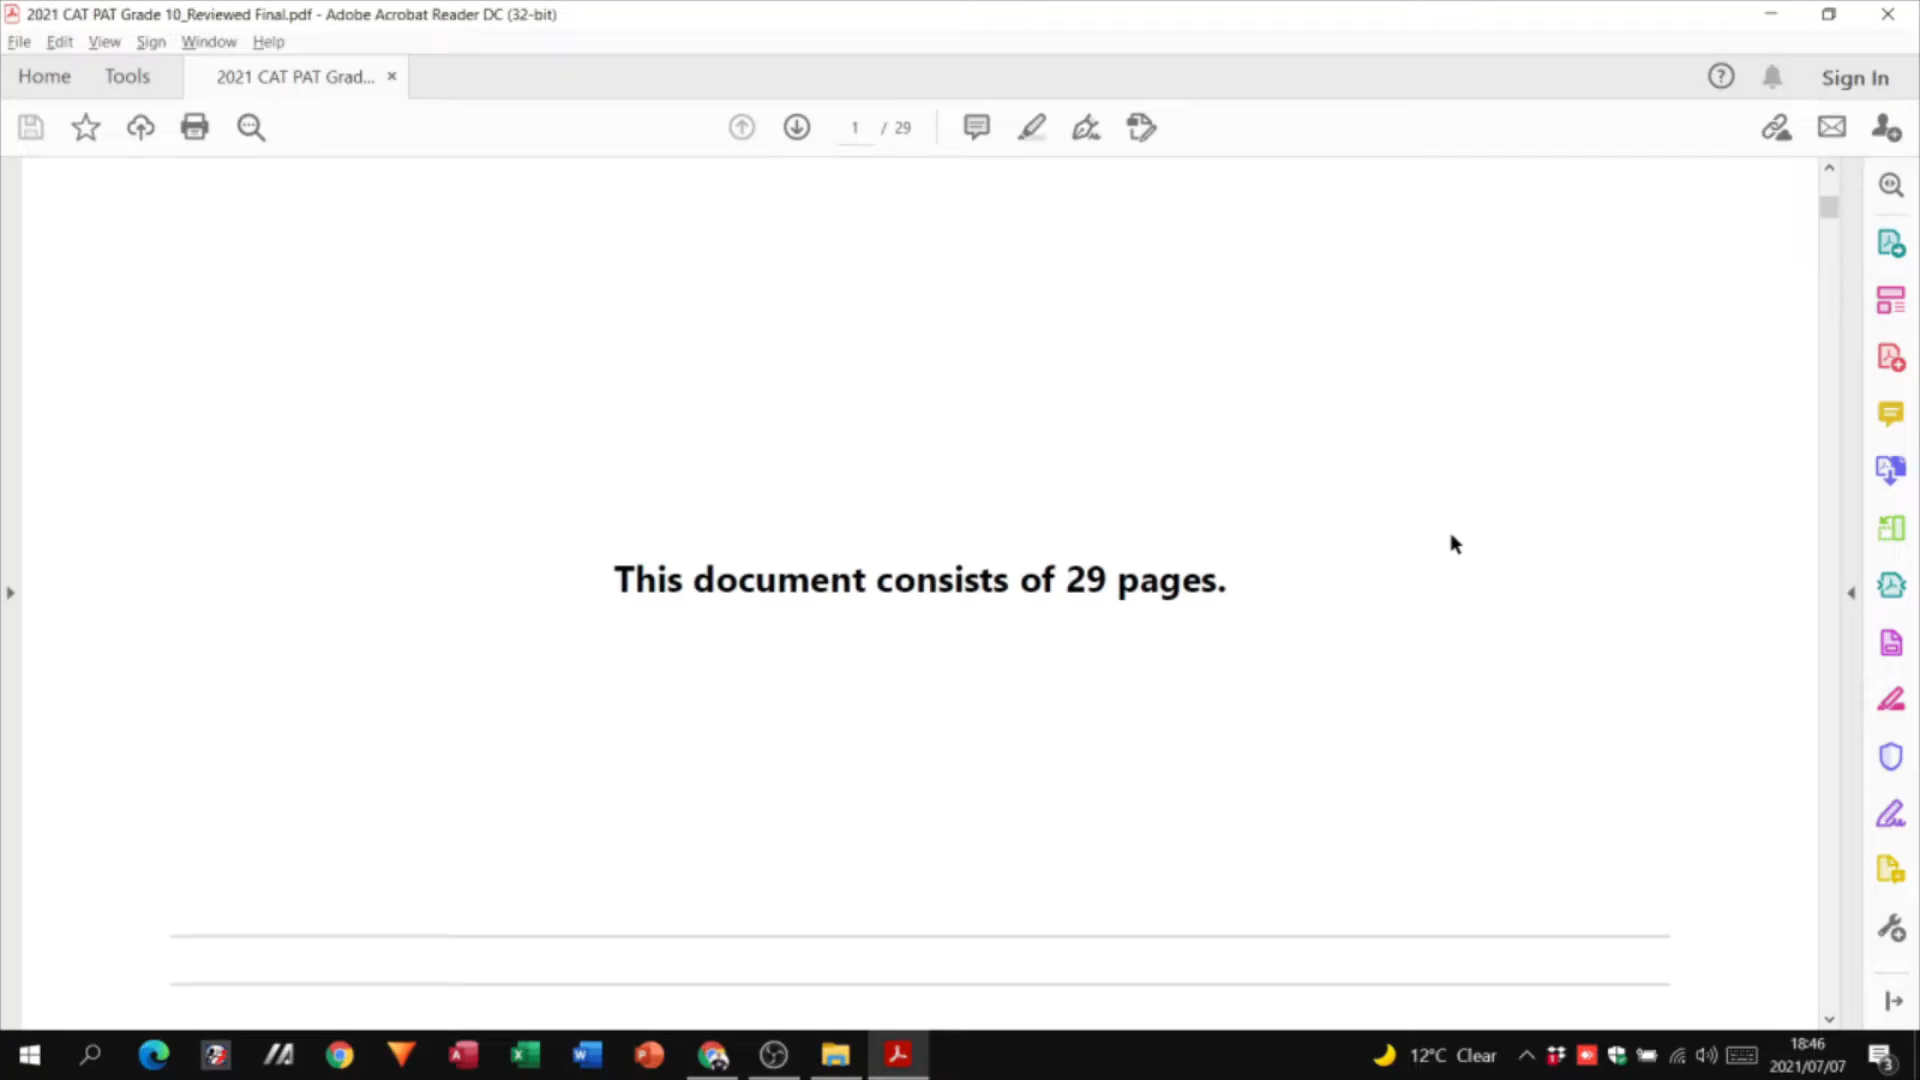 2021 CAT PAT Grade 10_Reviewed Final.pdf - Adobe Acrobat Reader DC (32-bit)
File Edit View Sign Window Help
Home Tools 2021 CAT PAT Grad... × Sign In
1 / 29
This document consists of 29 pages.
12°C Clear
18:46
2021/07/07
3